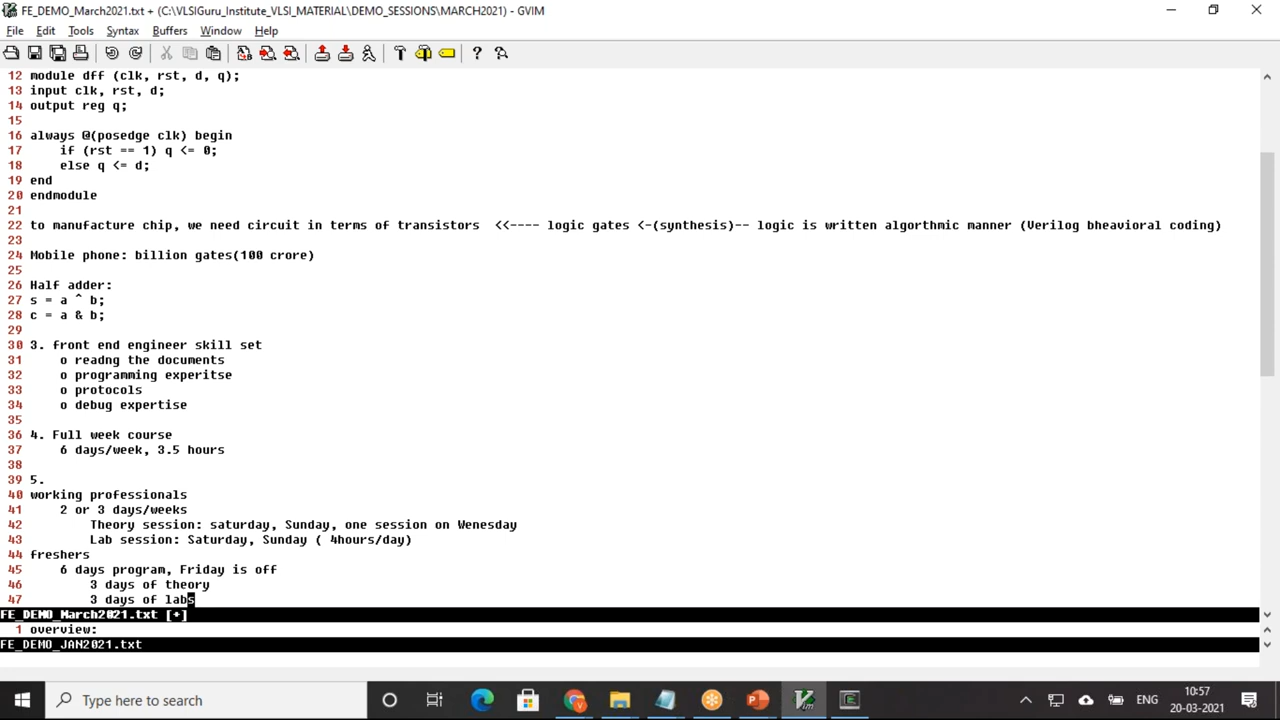 FE_DEMO_March2021.txt + (C:\VLSIGuru_Institute_VLSI_MATERIAL\DEMO_SESSIONS\MARCH2021) - GVIM
File Edit Tools Syntax Buffers Window Help
12 module dff (clk, rst, d, q);
13 input clk, rst, d;
14 output reg q;
15
16 always @(posedge clk) begin
17 if (rst == 1) q <= 0;
18 else q <= d;
19 end
20 endmodule
21
22 to manufacture chip, we need circuit in terms of transistors <<---- logic gates <-(synthesis)-- logic is written algorthmic manner (Verilog bheavioral coding)
23
24 Mobile phone: billion gates(100 crore)
25
26 Half adder:
27 s = a ^ b;
28 c = a & b;
29
30 3. front end engineer skill set
31 o readng the documents
32 o programming experitse
33 o protocols
34 o debug expertise
35
36 4. Full week course
37 6 days/week, 3.5 hours
38
39 5.
40 working professionals
41 2 or 3 days/weeks
42 Theory session: saturday, Sunday, one session on Wenesday
43 Lab session: Saturday, Sunday ( 4hours/day)
44 freshers
45 6 days program, Friday is off
46 3 days of theory
47 3 days of labs
FE_DEMO_March2021.txt [+]
1 overview:
FE_DEMO_JAN2021.txt
Type here to search
ENG
10:57
20-03-2021